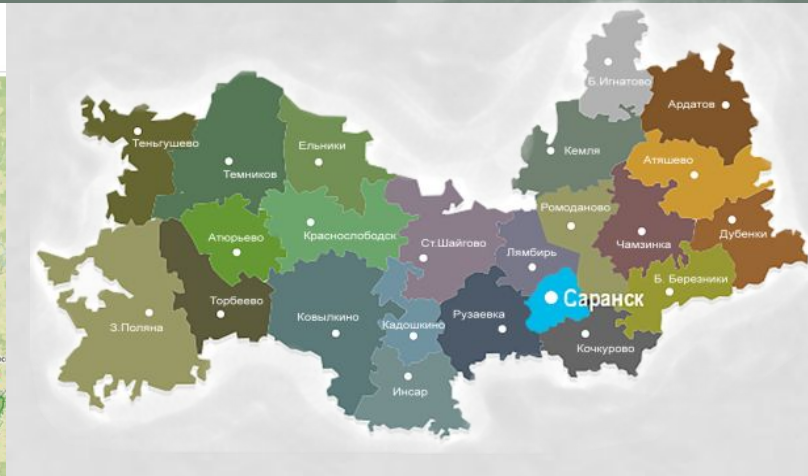 Б.Игнатово
Ардатов
Теньгушево
Ельники
Кемля
Атяшево
Темников
Ромоданово
Дубенки
Атюрьево
Краснослободск
Ст.Шайгово
Лямбирь
Чамзинка
Б. Березники
Саранск
З.Поляна
Торбеево
Ковылкино
Кадошкино
Рузаевка
Кочкурово
Инсар